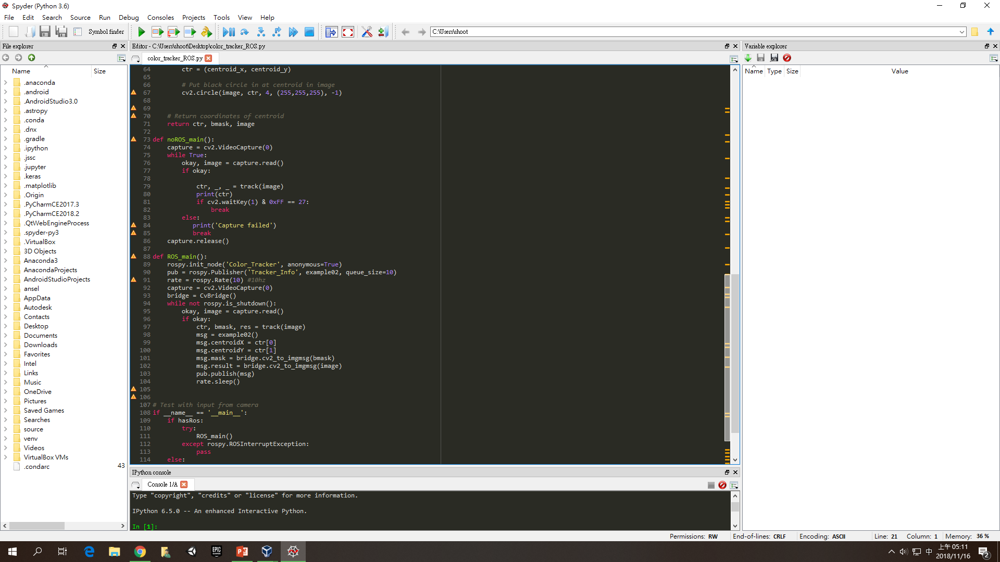 Spyder (Python 3.6)
File Edit Search Source Run Debug Consoles Projects Tools View Help
Symbol finder
C:\Users\shoot
File explorer
Name Size
.anaconda
.android
.AndroidStudio3.0
.astropy
.conda
.dnx
.gradle
.ipython
.jssc
.jupyter
.keras
.matplotlib
.Origin
.PyCharmCE2017.3
.PyCharmCE2018.2
.QtWebEngineProcess
.spyder-py3
.VirtualBox
3D Objects
Anaconda3
AnacondaProjects
AndroidStudioProjects
ansel
AppData
Autodesk
Contacts
Desktop
Documents
Downloads
Favorites
Intel
Links
Music
OneDrive
Pictures
Saved Games
Searches
source
venv
Videos
VirtualBox VMs
.condarc 43
Editor - C:\Users\shoot\Desktop\color_tracker_ROS.py
color_tracker_ROS.py
64 ctr = (centroid_x, centroid_y)
65
66 # Put black circle in at centroid in image
67 cv2.circle(image, ctr, 4, (255,255,255), -1)
68
69
70 # Return coordinates of centroid
71 return ctr, bmask, image
72
73 def noROS_main():
74 capture = cv2.VideoCapture(0)
75 while True:
76 okay, image = capture.read()
77 if okay:
78
79 ctr, _, _ = track(image)
80 print(ctr)
81 if cv2.waitKey(1) & 0xFF == 27:
82 break
83 else:
84 print('Capture failed')
85 break
86 capture.release()
87
88 def ROS_main():
89 rospy.init_node('Color_Tracker', anonymous=True)
90 pub = rospy.Publisher('Tracker_Info', example02, queue_size=10)
91 rate = rospy.Rate(10) #10hz
92 capture = cv2.VideoCapture(0)
93 bridge = CvBridge()
94 while not rospy.is_shutdown():
95 okay, image = capture.read()
96 if okay:
97 ctr, bmask, res = track(image)
98 msg = example02()
99 msg.centroidX = ctr[0]
100 msg.centroidY = ctr[1]
101 msg.mask = bridge.cv2_to_imgmsg(bmask)
102 msg.result = bridge.cv2_to_imgmsg(image)
103 pub.publish(msg)
104 rate.sleep()
105
106
107 # Test with input from camera
108 if __name__ == '__main__':
109 if hasRos:
110 try:
111 ROS_main()
112 except rospy.ROSInterruptException:
113 pass
114 else:
IPython console
Console 1/A
Type "copyright", "credits" or "license" for more information.
IPython 6.5.0 -- An enhanced Interactive Python.
In [1]:
Variable explorer
Name Type Size Value
Permissions: RW End-of-lines: CRLF Encoding: ASCII Line: 21 Column: 1 Memory: 36 %
EPIC GAMES
中
上午 05:11
2018/11/16
2